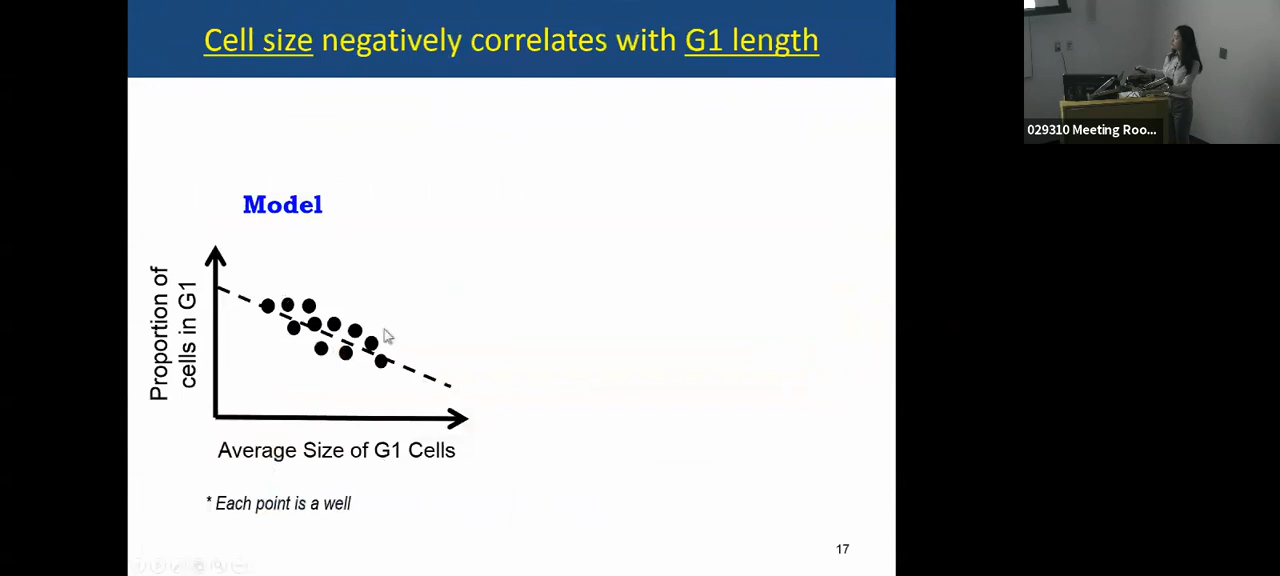 Cell size negatively correlates with G1 length
029310 Meeting Roo...
Model
Proportion of
cells in G1
Average Size of G1 Cells
* Each point is a well
17